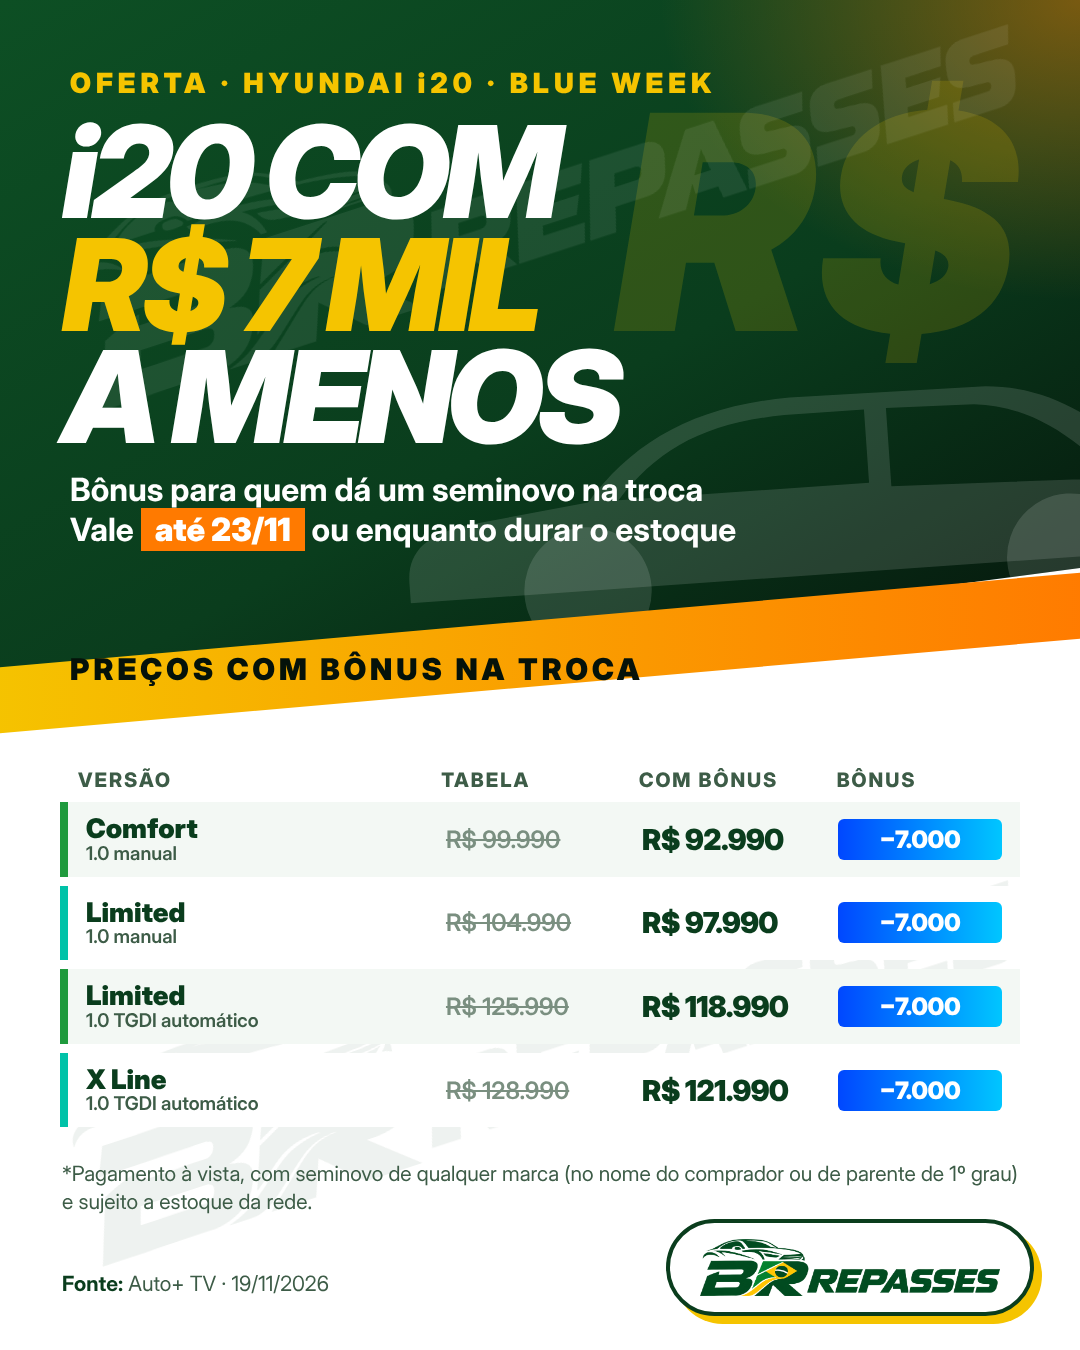 OFERTA · HYUNDAI i20 · BLUE WEEK
i20 COM
R$ 7 MIL
A MENOS
R$
REPASSES
Bônus para quem dá um seminovo na troca
Vale até 23/11 ou enquanto durar o estoque
PREÇOS COM BÔNUS NA TROCA
VERSÃO TABELA COM BÔNUS BÔNUS
Comfort
1.0 manual
R$ 99.990 R$ 92.990 −7.000
Limited
1.0 manual
R$ 104.990 R$ 97.990 −7.000
Limited
1.0 TGDI automático
R$ 125.990 R$ 118.990 −7.000
X Line
1.0 TGDI automático
R$ 128.990 R$ 121.990 −7.000
*Pagamento à vista, com seminovo de qualquer marca (no nome do comprador ou de parente de 1º grau)
e sujeito a estoque da rede.
Fonte: Auto+ TV · 19/11/2026
BR REPASSES